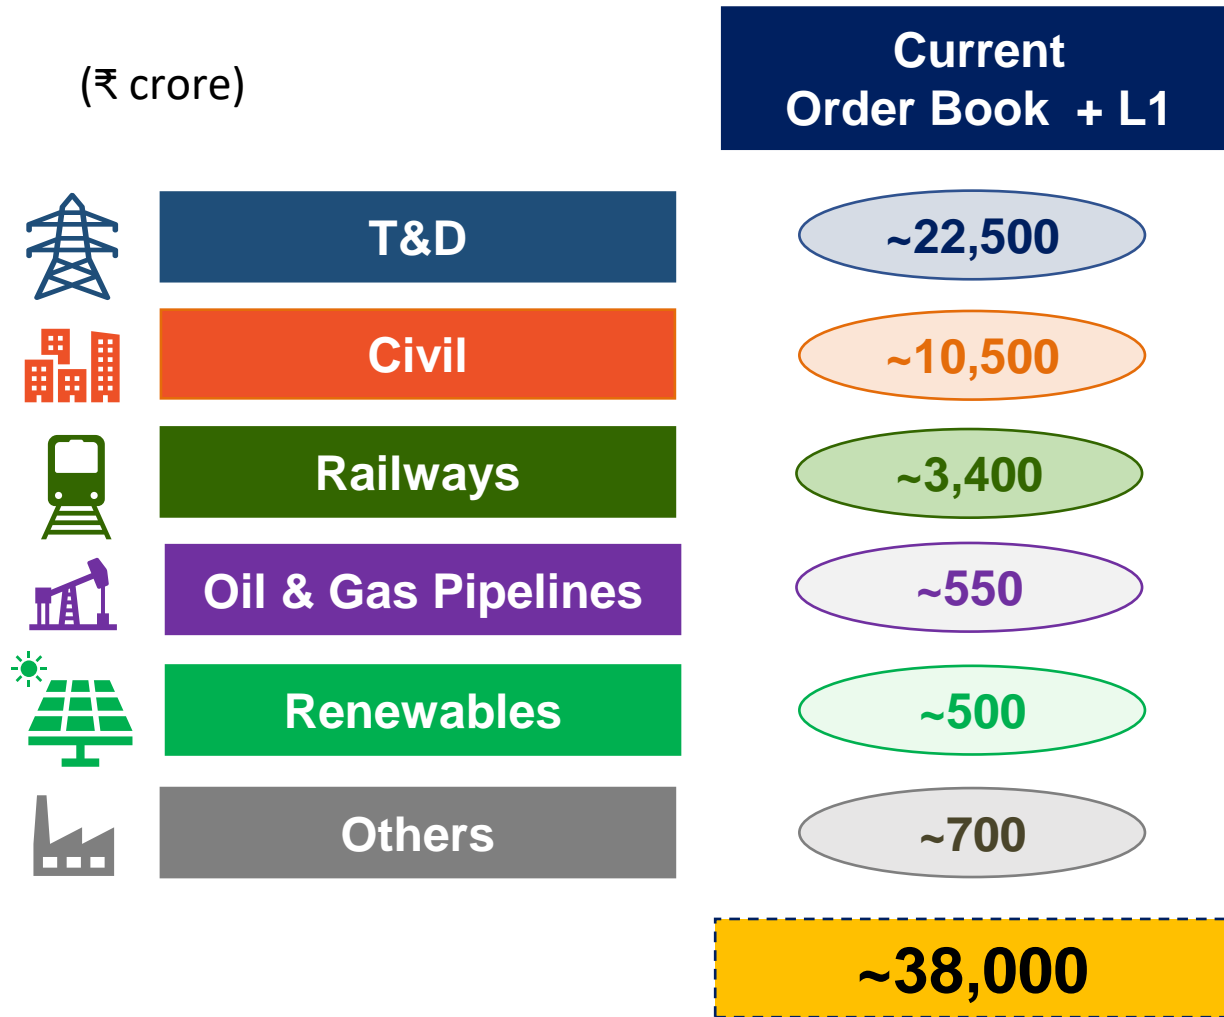 (₹ crore)
Current
Order Book + L1
T&D
~22,500
Civil
~10,500
Railways
~3,400
Oil & Gas Pipelines
~550
Renewables
~500
Others
~700
~38,000